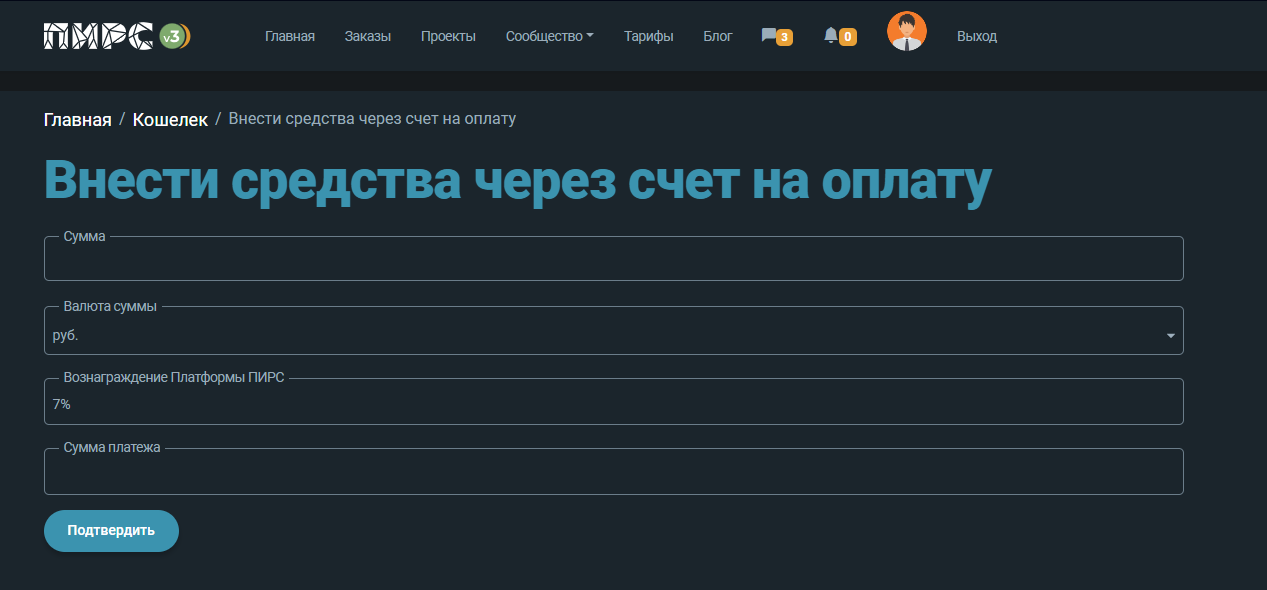 ПИРС v3 Главная Заказы Проекты Сообщество Тарифы Блог 3 0 Выход
Главная / Кошелек / Внести средства через счет на оплату
Внести средства через счет на оплату
Сумма
Валюта суммы
руб.
Вознаграждение Платформы ПИРС
7%
Сумма платежа
Подтвердить